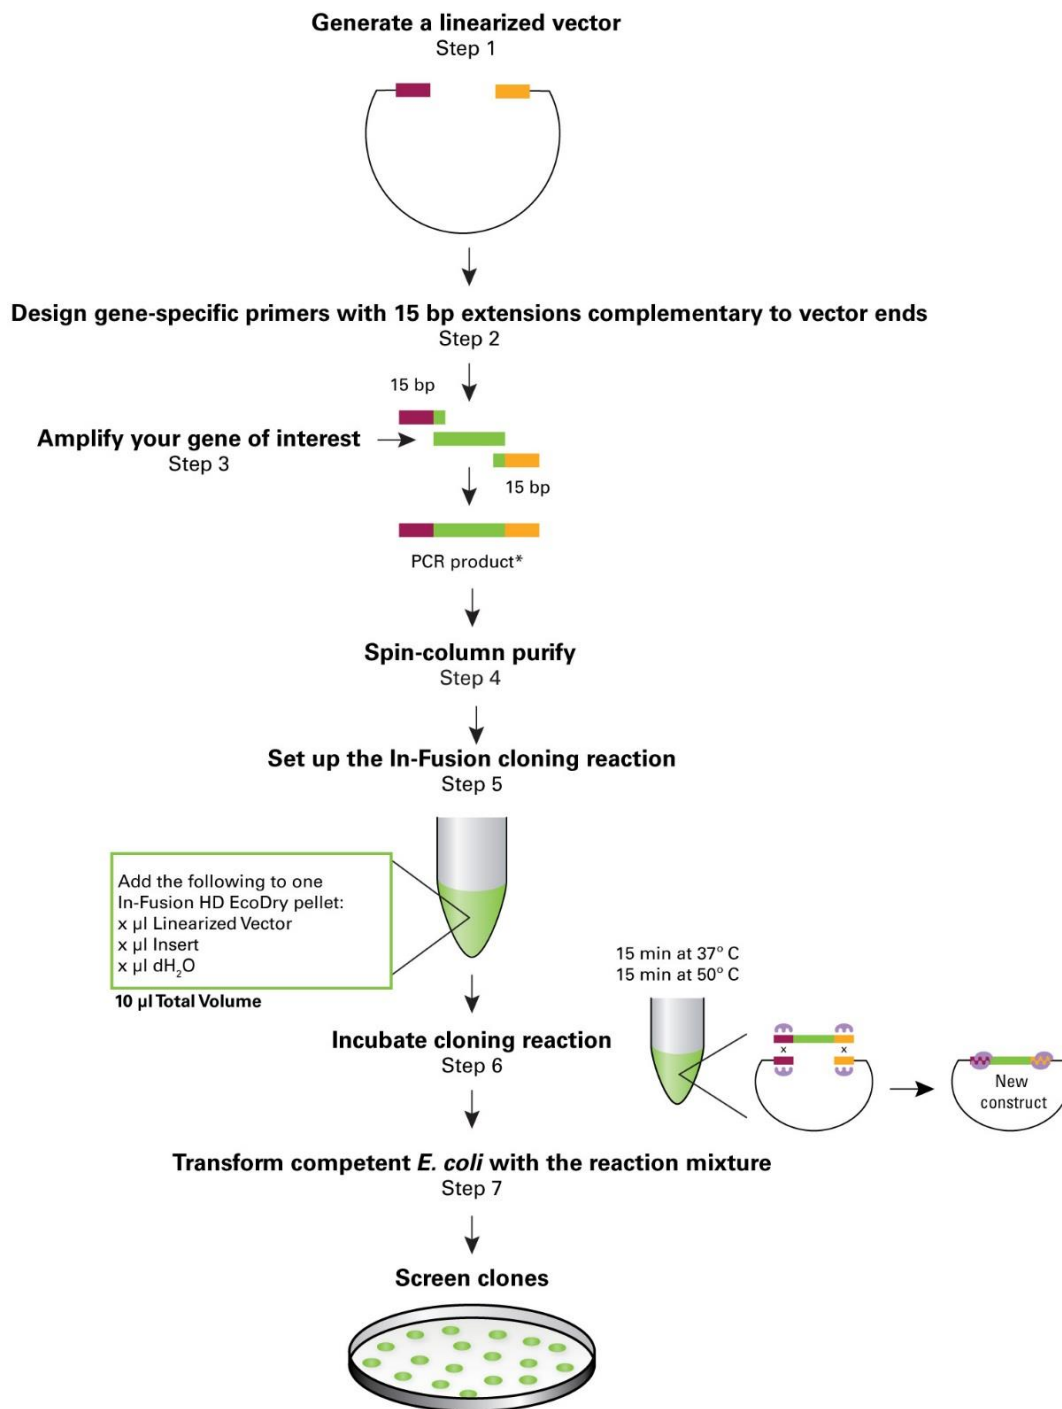 Generate a linearized vector
Step 1
Design gene-specific primers with 15 bp extensions complementary to vector ends
Step 2
15 bp
Amplify your gene of interest
Step 3
15 bp
PCR product*
Spin-column purify
Step 4
Set up the In-Fusion cloning reaction
Step 5
Add the following to one
In-Fusion HD EcoDry pellet:
x µl Linearized Vector
x µl Insert
x µl dH₂O
10 µl Total Volume
15 min at 37° C
15 min at 50° C
Incubate cloning reaction
Step 6
x x
New
construct
Transform competent E. coli with the reaction mixture
Step 7
Screen clones